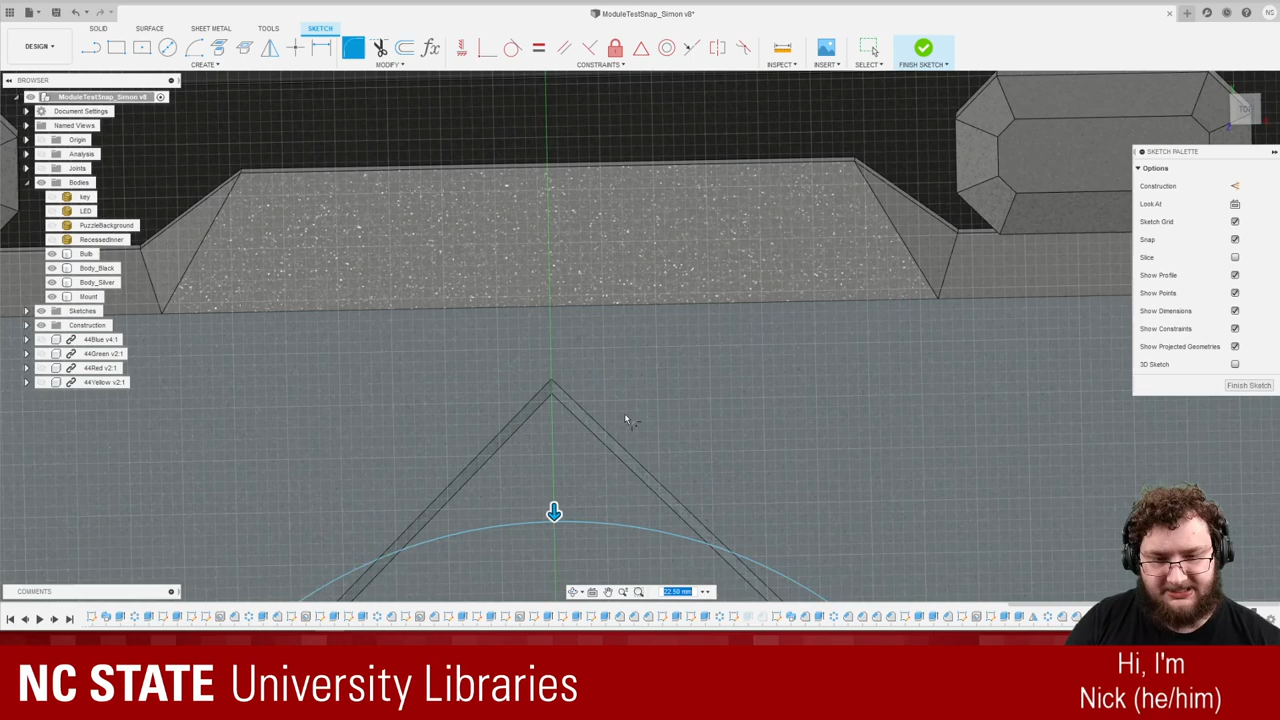 ModuleTestSnap_Simon v8*
NS
DESIGN
SOLID
SURFACE
SHEET METAL
TOOLS
SKETCH
CREATE
MODIFY
CONSTRAINTS
INSPECT
INSERT
SELECT
FINISH SKETCH
BROWSER
ModuleTestSnap_Simon v8
Document Settings
Named Views
Origin
Analysis
Joints
Bodies
key
LED
PuzzleBackground
RecessedInner
Bulb
Body_Black
Body_Silver
Mount
Sketches
Construction
44Blue v4:1
44Green v2:1
44Red v2:1
44Yellow v2:1
SKETCH PALETTE
Options
Construction
Look At
Sketch Grid
Snap
Slice
Show Profile
Show Points
Show Dimensions
Show Constraints
Show Projected Geometries
3D Sketch
Finish Sketch
22.50 mm
COMMENTS
NC STATE University Libraries
Hi, I'm
Nick (he/him)